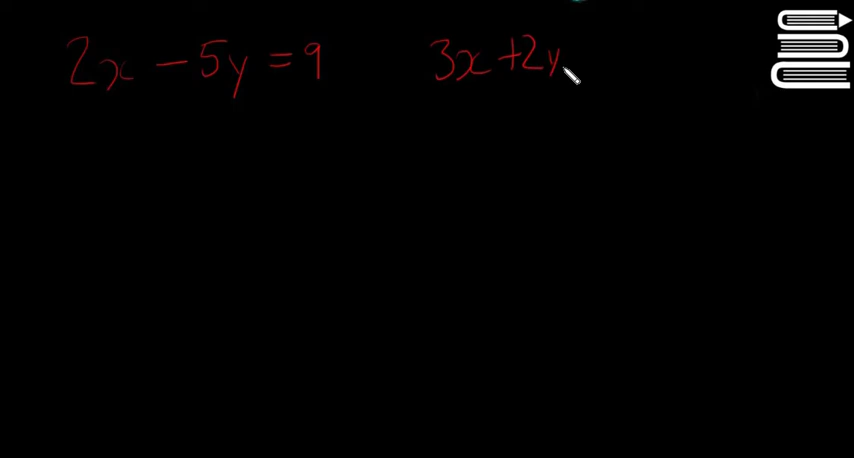 2x - 5y = 9 3x + 2y